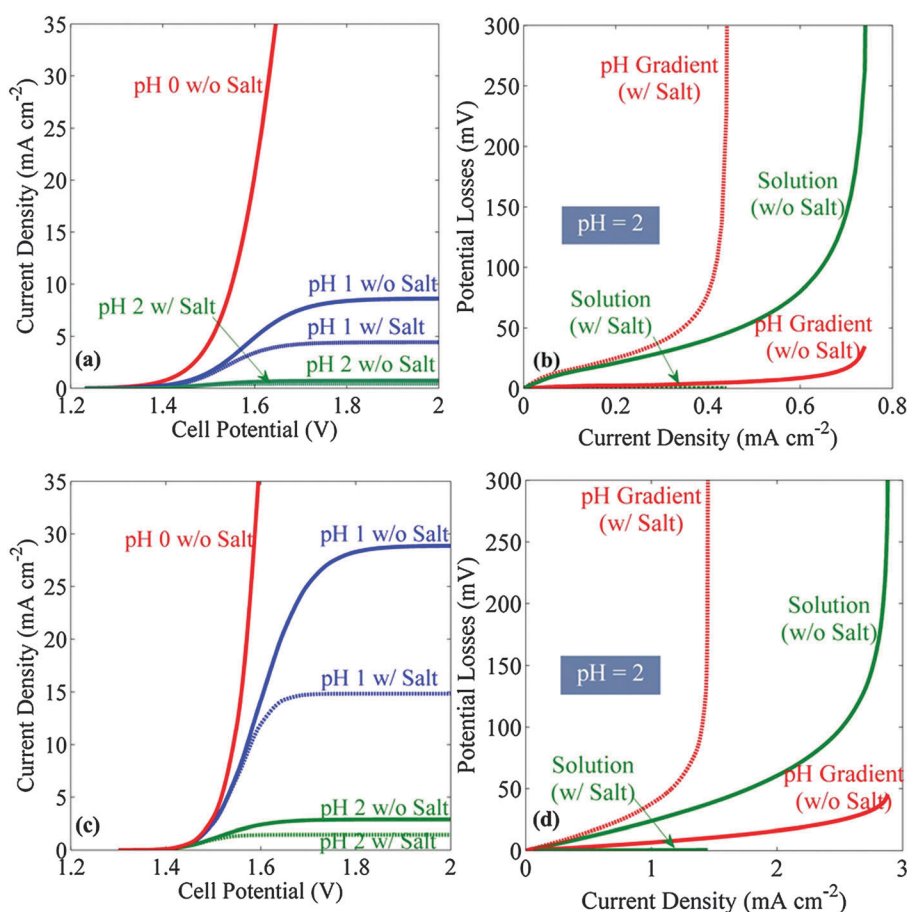 35
30
25
20
15
10
5
0
Current Density (mA cm-2)
pH 0 w/o Salt
pH 1 w/o Salt
pH 2 w/ Salt
pH 1 w/ Salt
pH 2 w/o Salt
(a)
1.2 1.4 1.6 1.8 2
Cell Potential (V)
300
250
200
150
100
50
0
Potential Losses (mV)
pH Gradient
(w/ Salt)
Solution
(w/o Salt)
pH = 2
Solution
(w/ Salt)
pH Gradient
(w/o Salt)
(b)
0 0.2 0.4 0.6 0.8
Current Density (mA cm-2)
35
30
25
20
15
10
5
0
Current Density (mA cm-2)
pH 0 w/o Salt
pH 1 w/o Salt
pH 1 w/ Salt
pH 2 w/o Salt
pH 2 w/ Salt
(c)
1.2 1.4 1.6 1.8 2
Cell Potential (V)
300
250
200
150
100
50
0
Potential Losses (mV)
pH Gradient
(w/ Salt)
Solution
(w/o Salt)
pH = 2
Solution
(w/ Salt)
pH Gradient
(w/o Salt)
(d)
0 1 2 3
Current Density (mA cm-2)